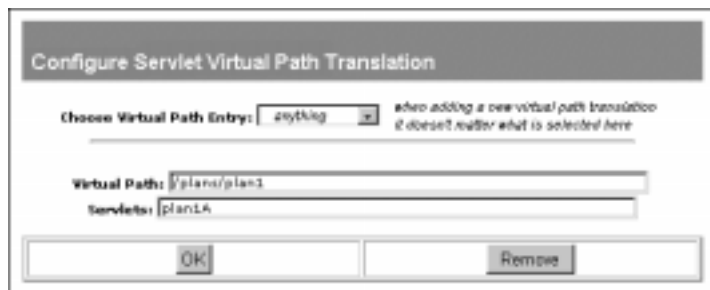 Configure Servlet Virtual Path Translation
Choose Virtual Path Entry: anything
when adding a new virtual path translation
it doesn't matter what is selected here
Virtual Path: /plans/plan1
Servlets: plan1A
OK Remove